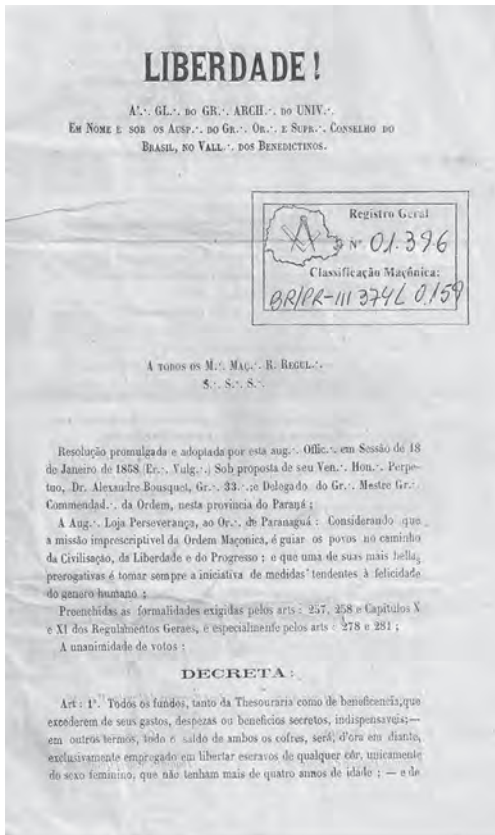 LIBERDADE!
A'.·. GL.·. DO GR.·. ARCH.·. DO UNIV.·.
EM NOME E SOB OS AUSP.·. DO GR.·. OR.·. E SUPR.·. CONSELHO DO
BRASIL, NO VALL.·. DOS BENEDICTINOS.
Registro Geral
Nº 01.396
Classificação Maçônica:
BR/PR-III 374L 0.159
A TODOS OS M.·. MAÇ.·. R. REGUL.·.
S.·. S.·. S.·.
Resolução promulgada e adoptada por esta aug.·. Offic.·. em Sessão de 18
de Janeiro de 1868 (Er.·. Vulg.·.) Sob proposta de seu Ven.·. Hon.·. Perpe-
tuo, Dr. Alexandre Bousquet, Gr.·. 33.·.;e Delegado do Gr.·. Mestre Gr.·.
Commendad.·. da Ordem, nesta provincia do Paraná ;
A Aug.·. Loja Perseverança, ao Or.·. de Paranaguá : Considerando que
a missão imprescriptivel da Ordem Maçonica, é guiar os povos no caminho
da Civilisação, da Liberdade e do Progresso ; e que uma de suas mais bellas
prerogativas é tomar sempre a iniciativa de medidas tendentes à felicidade
do genero humano ;
Preenchidas as formalidades exigidas pelos arts : 257, 258 e Capitulos X
e XI dos Regulamentos Geraes, e especialmente pelos arts : 278 e 281 ;
A unanimidade de votos :
DECRETA :
Art : 1º. Todos os fundos, tanto da Thesouraria como de beneficencia,que
excederem de seus gastos, despezas ou beneficios secretos, indispensaveis;—
em outros termos, todo o saldo de ambos os cofres, será, d'ora em diante,
exclusivamente empregado em libertar escravos de qualquer côr, unicamente
do sexo feminino, que não tenham mais de quatro annos de idade ; — e de